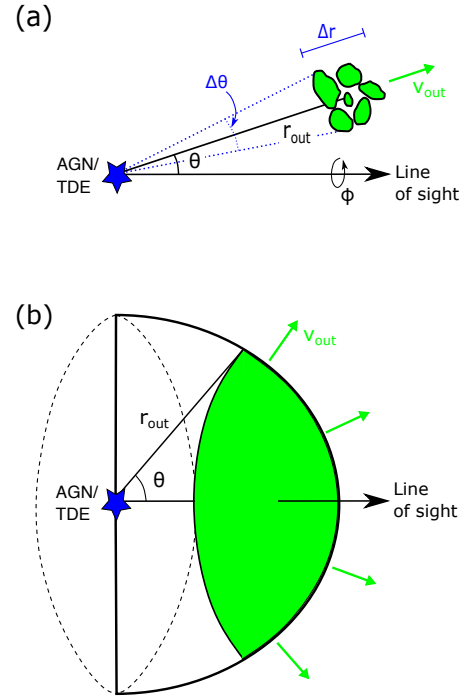 (a)
Δr
Δθ
v_out
r_out
AGN/
TDE
θ
Line
of sight
ϕ
(b)
v_out
r_out
θ
AGN/
TDE
Line
of sight